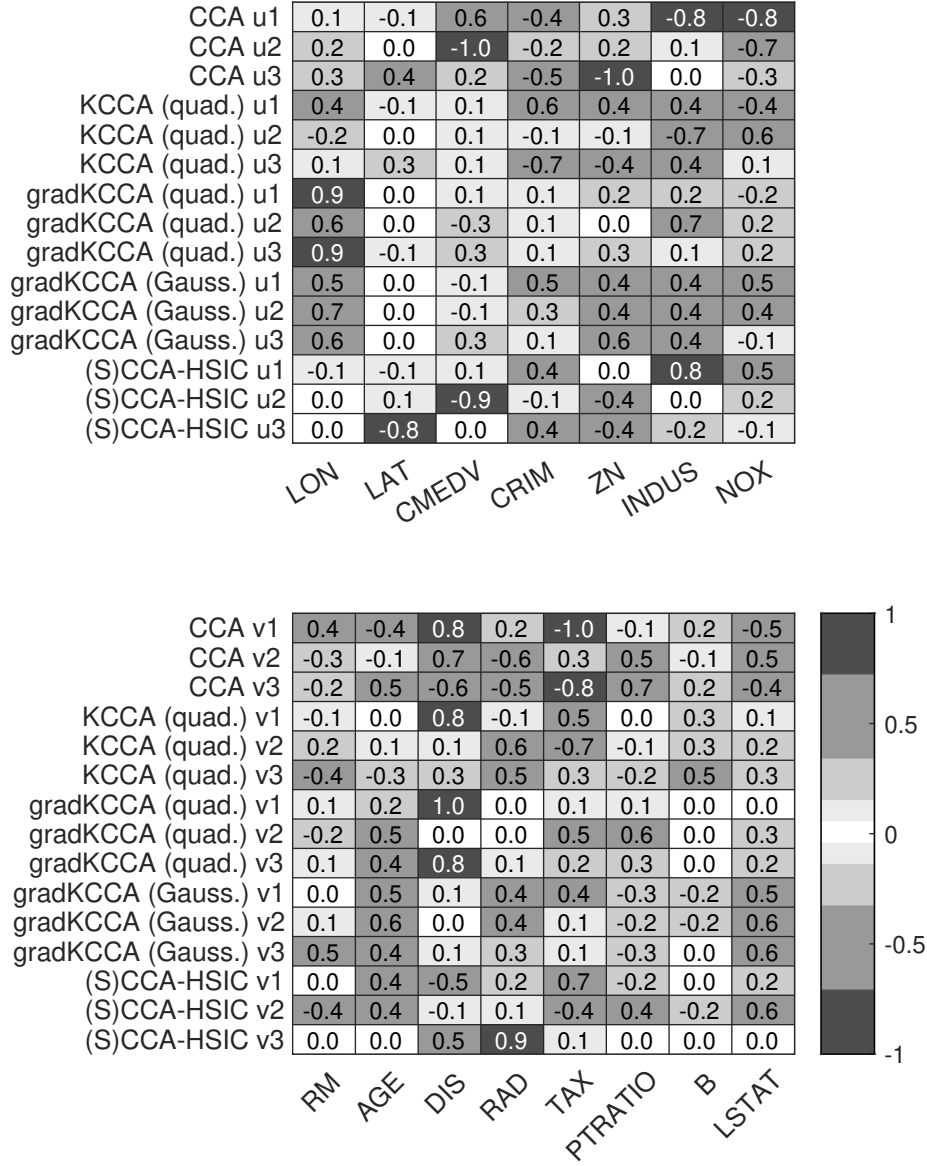 CCA u1 0.1 -0.1 0.6 -0.4 0.3 -0.8 -0.8
CCA u2 0.2 0.0 -1.0 -0.2 0.2 0.1 -0.7
CCA u3 0.3 0.4 0.2 -0.5 -1.0 0.0 -0.3
KCCA (quad.) u1 0.4 -0.1 0.1 0.6 0.4 0.4 -0.4
KCCA (quad.) u2 -0.2 0.0 0.1 -0.1 -0.1 -0.7 0.6
KCCA (quad.) u3 0.1 0.3 0.1 -0.7 -0.4 0.4 0.1
gradKCCA (quad.) u1 0.9 0.0 0.1 0.1 0.2 0.2 -0.2
gradKCCA (quad.) u2 0.6 0.0 -0.3 0.1 0.0 0.7 0.2
gradKCCA (quad.) u3 0.9 -0.1 0.3 0.1 0.3 0.1 0.2
gradKCCA (Gauss.) u1 0.5 0.0 -0.1 0.5 0.4 0.4 0.5
gradKCCA (Gauss.) u2 0.7 0.0 -0.1 0.3 0.4 0.4 0.4
gradKCCA (Gauss.) u3 0.6 0.0 0.3 0.1 0.6 0.4 -0.1
(S)CCA-HSIC u1 -0.1 -0.1 0.1 0.4 0.0 0.8 0.5
(S)CCA-HSIC u2 0.0 0.1 -0.9 -0.1 -0.4 0.0 0.2
(S)CCA-HSIC u3 0.0 -0.8 0.0 0.4 -0.4 -0.2 -0.1
LON LAT CMEDV CRIM ZN INDUS NOX
CCA v1 0.4 -0.4 0.8 0.2 -1.0 -0.1 0.2 -0.5
CCA v2 -0.3 -0.1 0.7 -0.6 0.3 0.5 -0.1 0.5
CCA v3 -0.2 0.5 -0.6 -0.5 -0.8 0.7 0.2 -0.4
KCCA (quad.) v1 -0.1 0.0 0.8 -0.1 0.5 0.0 0.3 0.1
KCCA (quad.) v2 0.2 0.1 0.1 0.6 -0.7 -0.1 0.3 0.2
KCCA (quad.) v3 -0.4 -0.3 0.3 0.5 0.3 -0.2 0.5 0.3
gradKCCA (quad.) v1 0.1 0.2 1.0 0.0 0.1 0.1 0.0 0.0
gradKCCA (quad.) v2 -0.2 0.5 0.0 0.0 0.5 0.6 0.0 0.3
gradKCCA (quad.) v3 0.1 0.4 0.8 0.1 0.2 0.3 0.0 0.2
gradKCCA (Gauss.) v1 0.0 0.5 0.1 0.4 0.4 -0.3 -0.2 0.5
gradKCCA (Gauss.) v2 0.1 0.6 0.0 0.4 0.1 -0.2 -0.2 0.6
gradKCCA (Gauss.) v3 0.5 0.4 0.1 0.3 0.1 -0.3 0.0 0.6
(S)CCA-HSIC v1 0.0 0.4 -0.5 0.2 0.7 -0.2 0.0 0.2
(S)CCA-HSIC v2 -0.4 0.4 -0.1 0.1 -0.4 0.4 -0.2 0.6
(S)CCA-HSIC v3 0.0 0.0 0.5 0.9 0.1 0.0 0.0 0.0
RM AGE DIS RAD TAX PTRATIO B LSTAT
1
0.5
0
-0.5
-1